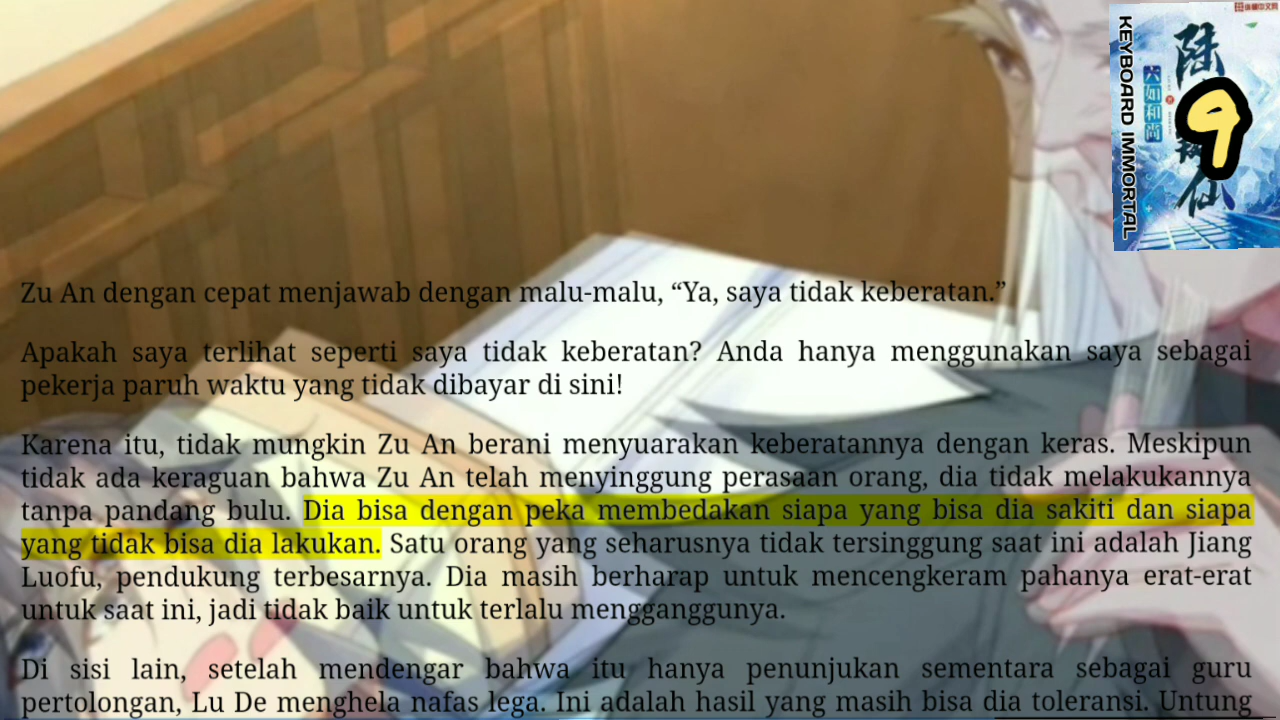 Zu An dengan cepat menjawab dengan malu-malu, “Ya, saya tidak keberatan.”
Apakah saya terlihat seperti saya tidak keberatan? Anda hanya menggunakan saya sebagai
pekerja paruh waktu yang tidak dibayar di sini!
Karena itu, tidak mungkin Zu An berani menyuarakan keberatannya dengan keras. Meskipun
tidak ada keraguan bahwa Zu An telah menyinggung perasaan orang, dia tidak melakukannya
tanpa pandang bulu. Dia bisa dengan peka membedakan siapa yang bisa dia sakiti dan siapa
yang tidak bisa dia lakukan. Satu orang yang seharusnya tidak tersinggung saat ini adalah Jiang
Luofu, pendukung terbesarnya. Dia masih berharap untuk mencengkeram pahanya erat-erat
untuk saat ini, jadi tidak baik untuk terlalu mengganggunya.
Di sisi lain, setelah mendengar bahwa itu hanya penunjukan sementara sebagai guru
pertolongan, Lu De menghela nafas lega. Ini adalah hasil yang masih bisa dia toleransi. Untung
KEYBOARD IMMORTAL
陆
仙
六如和尚
9